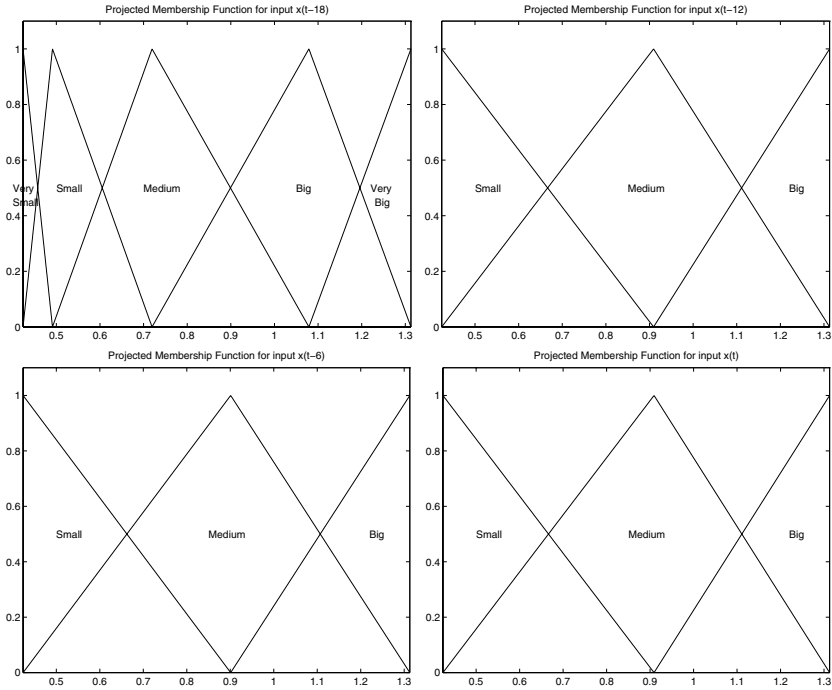 Projected Membership Function for input x(t−18)
1
0.8
0.6
0.4
0.2
0
Very
Small
Small
Medium
Big
Very
Big
0.5 0.6 0.7 0.8 0.9 1 1.1 1.2 1.3
Projected Membership Function for input x(t−12)
1
0.8
0.6
0.4
0.2
0
Small
Medium
Big
0.5 0.6 0.7 0.8 0.9 1 1.1 1.2 1.3
Projected Membership Function for input x(t−6)
1
0.8
0.6
0.4
0.2
0
Small
Medium
Big
0.5 0.6 0.7 0.8 0.9 1 1.1 1.2 1.3
Projected Membership Function for input x(t)
1
0.8
0.6
0.4
0.2
0
Small
Medium
Big
0.5 0.6 0.7 0.8 0.9 1 1.1 1.2 1.3